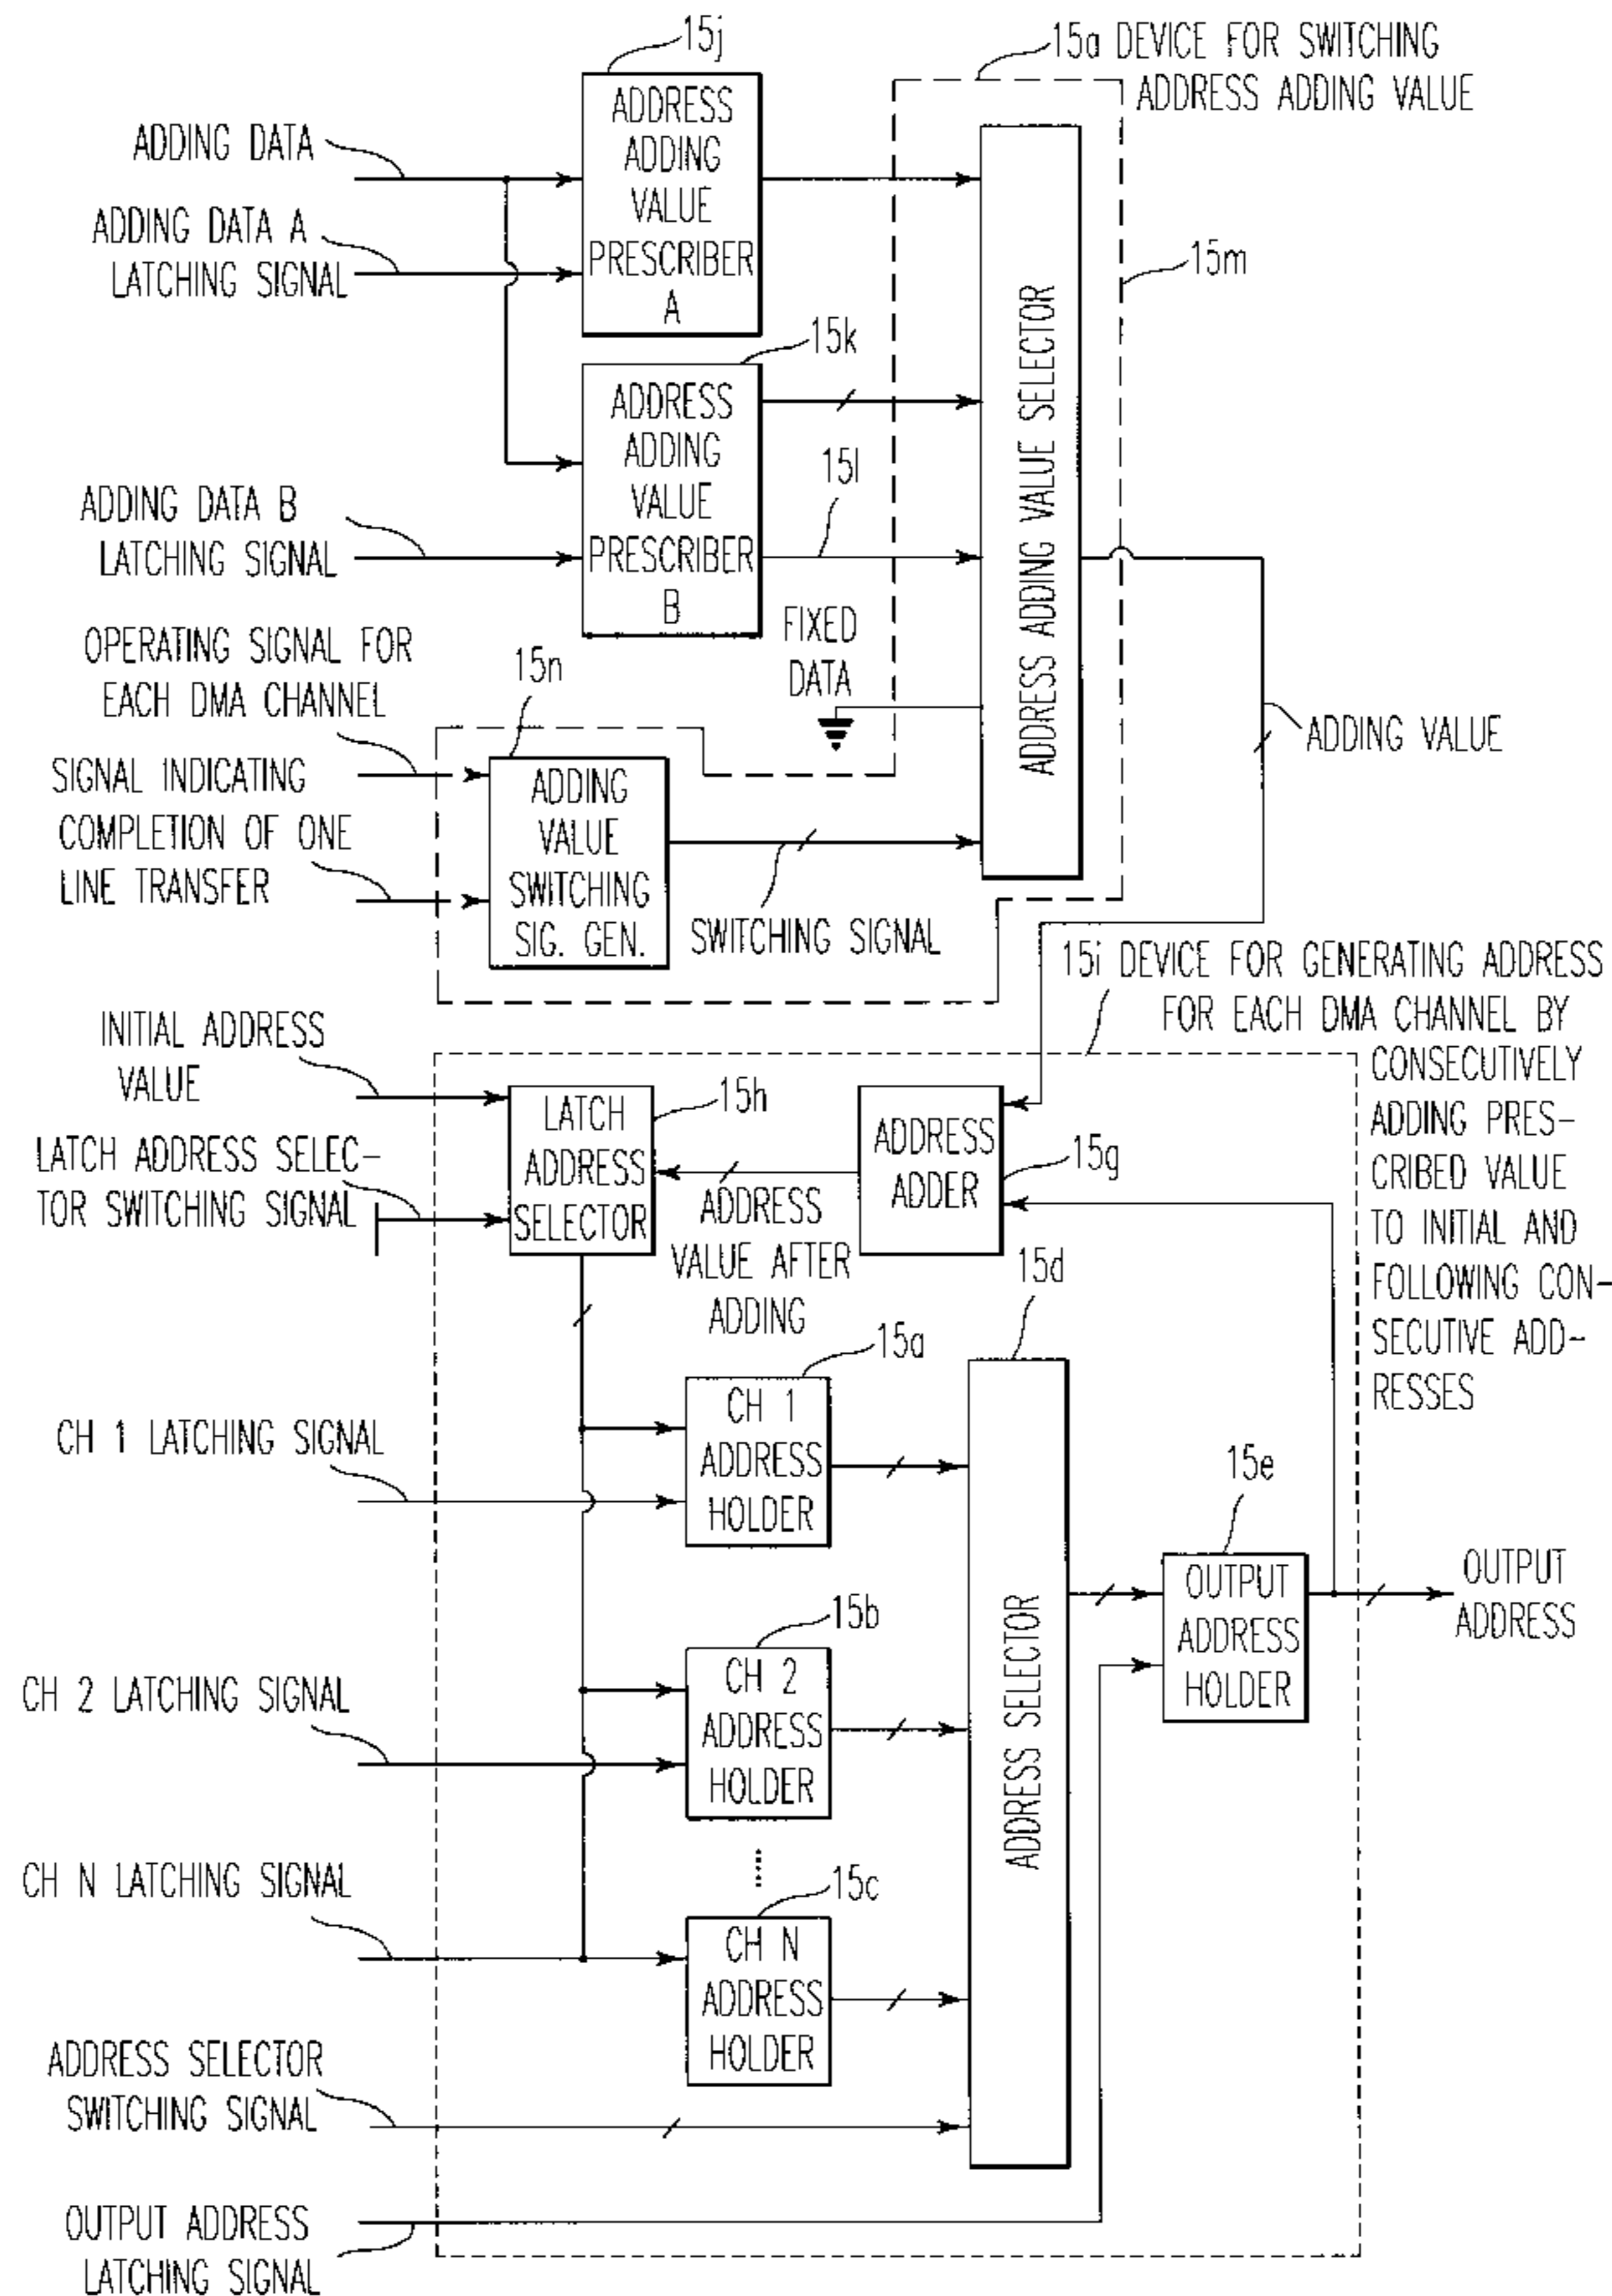 15j
15a DEVICE FOR SWITCHING
ADDRESS ADDING VALUE
ADDRESS
ADDING
VALUE
PRESCRIBER
A
ADDING DATA
ADDING DATA A
LATCHING SIGNAL
15m
15k
ADDRESS
ADDING
VALUE
PRESCRIBER
B
15l
ADDING DATA B
LATCHING SIGNAL
ADDRESS ADDING VALUE SELECTOR
FIXED
DATA
OPERATING SIGNAL FOR
EACH DMA CHANNEL
15n
SIGNAL INDICATING
COMPLETION OF ONE
LINE TRANSFER
ADDING
VALUE
SWITCHING
SIG. GEN.
SWITCHING SIGNAL
ADDING VALUE
15i DEVICE FOR GENERATING ADDRESS
FOR EACH DMA CHANNEL BY
CONSECUTIVELY
ADDING PRES-
CRIBED VALUE
TO INITIAL AND
FOLLOWING CON-
SECUTIVE ADD-
RESSES
INITIAL ADDRESS
VALUE
LATCH ADDRESS SELEC-
TOR SWITCHING SIGNAL
LATCH
ADDRESS
SELECTOR
15h
ADDRESS
ADDER
15g
ADDRESS
VALUE AFTER
ADDING
15d
15a
CH 1
ADDRESS
HOLDER
CH 1 LATCHING SIGNAL
15e
OUTPUT
ADDRESS
HOLDER
OUTPUT
ADDRESS
15b
CH 2
ADDRESS
HOLDER
CH 2 LATCHING SIGNAL
ADDRESS SELECTOR
CH N LATCHING SIGNAL
15c
CH N
ADDRESS
HOLDER
ADDRESS SELECTOR
SWITCHING SIGNAL
OUTPUT ADDRESS
LATCHING SIGNAL